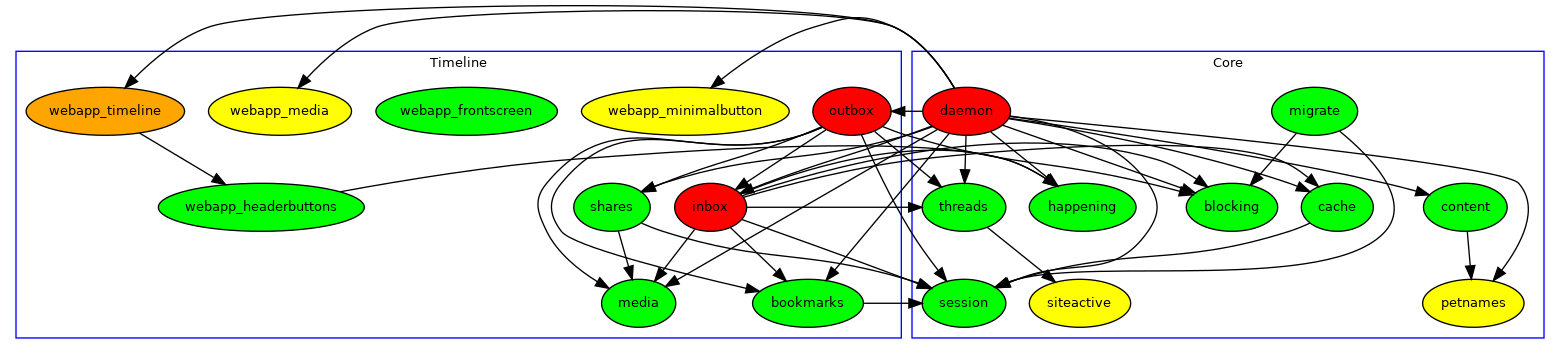 Timeline
Core
webapp_timeline
webapp_media
webapp_frontscreen
webapp_minimalbutton
outbox
daemon
migrate
webapp_headerbuttons
shares
inbox
threads
happening
blocking
cache
content
media
bookmarks
session
siteactive
petnames